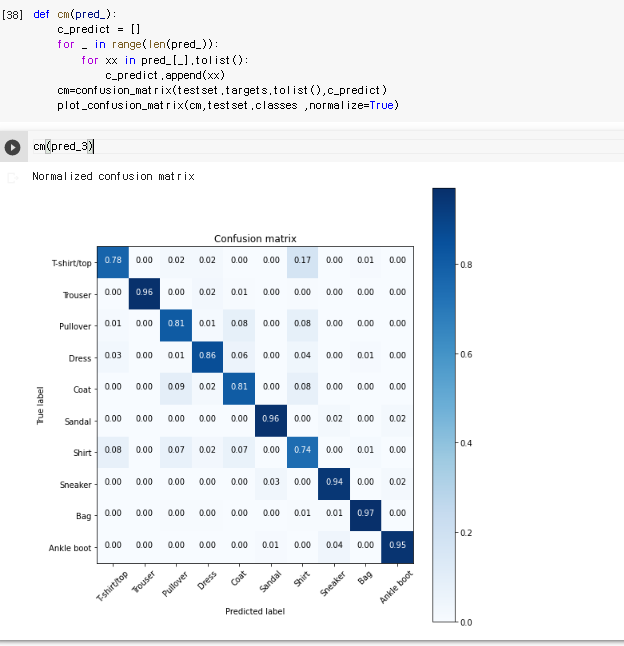 [38] def cm(pred_):
c_predict = []
for _ in range(len(pred_)):
for xx in pred_[_].tolist():
c_predict.append(xx)
cm=confusion_matrix(testset.targets.tolist(),c_predict)
plot_confusion_matrix(cm,testset.classes ,normalize=True)
cm(pred_3)
Normalized confusion matrix
Confusion matrix
T-shirt/top 0.78 0.00 0.02 0.02 0.00 0.00 0.17 0.00 0.01 0.00
Trouser 0.00 0.96 0.00 0.02 0.01 0.00 0.00 0.00 0.00 0.00
Pullover 0.01 0.00 0.81 0.01 0.08 0.00 0.08 0.00 0.00 0.00
Dress 0.03 0.00 0.01 0.86 0.06 0.00 0.04 0.00 0.01 0.00
Coat 0.00 0.00 0.09 0.02 0.81 0.00 0.08 0.00 0.00 0.00
Sandal 0.00 0.00 0.00 0.00 0.00 0.96 0.00 0.02 0.00 0.02
Shirt 0.08 0.00 0.07 0.02 0.07 0.00 0.74 0.00 0.01 0.00
Sneaker 0.00 0.00 0.00 0.00 0.00 0.03 0.00 0.94 0.00 0.02
Bag 0.00 0.00 0.00 0.00 0.00 0.00 0.01 0.01 0.97 0.00
Ankle boot 0.00 0.00 0.00 0.00 0.00 0.01 0.00 0.04 0.00 0.95
True label
T-shirt/top Trouser Pullover Dress Coat Sandal Shirt Sneaker Bag Ankle boot
Predicted label
0.8
0.6
0.4
0.2
0.0